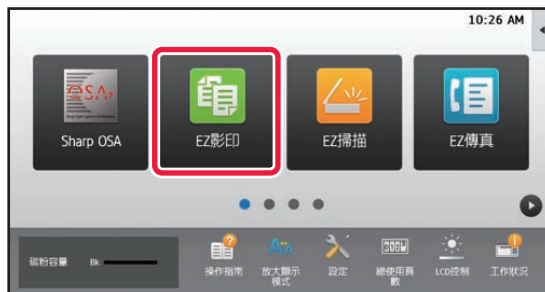 10:26 AM
OSA
Sharp OSA
EZ影印
EZ掃描
EZ傳真
碳粉容量 Bk
操作指南
放大顯示
模式
設定
總使用頁
數
LCD控制
工作狀況